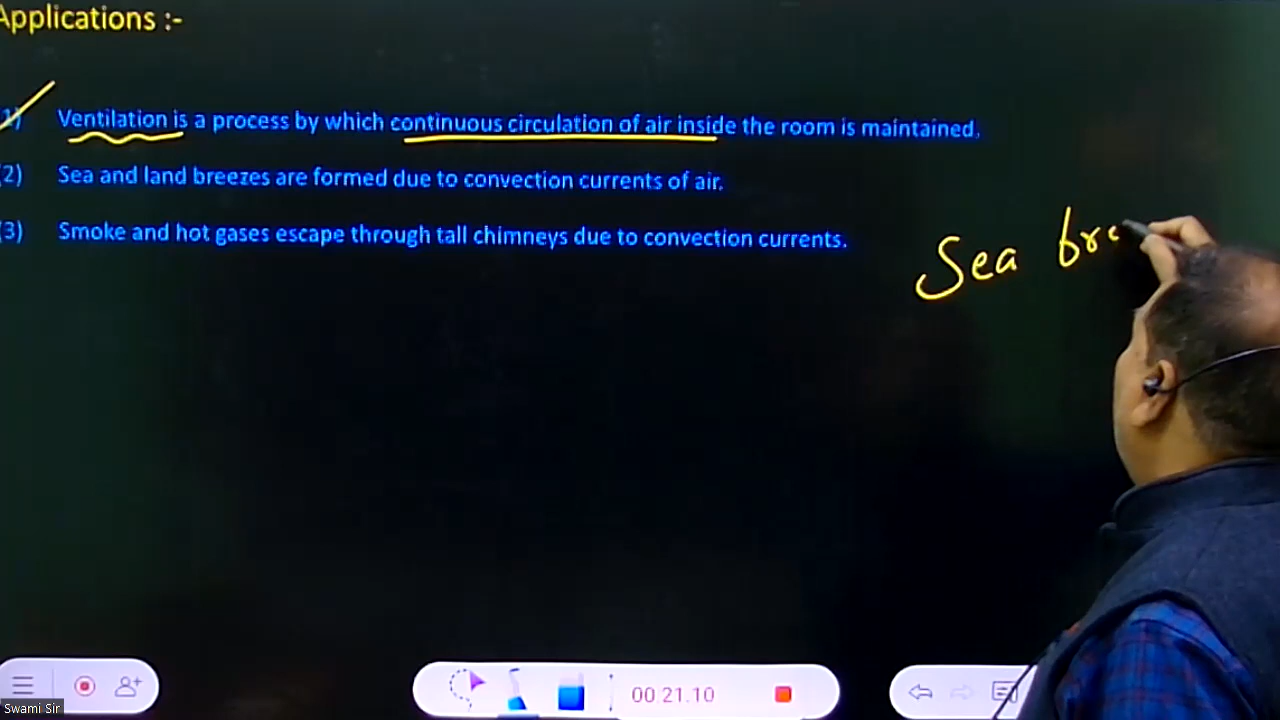 Applications :-
1) Ventilation is a process by which continuous circulation of air inside the room is maintained.
(2) Sea and land breezes are formed due to convection currents of air.
(3) Smoke and hot gases escape through tall chimneys due to convection currents.
Sea bre
00:21.10
Swami Sir